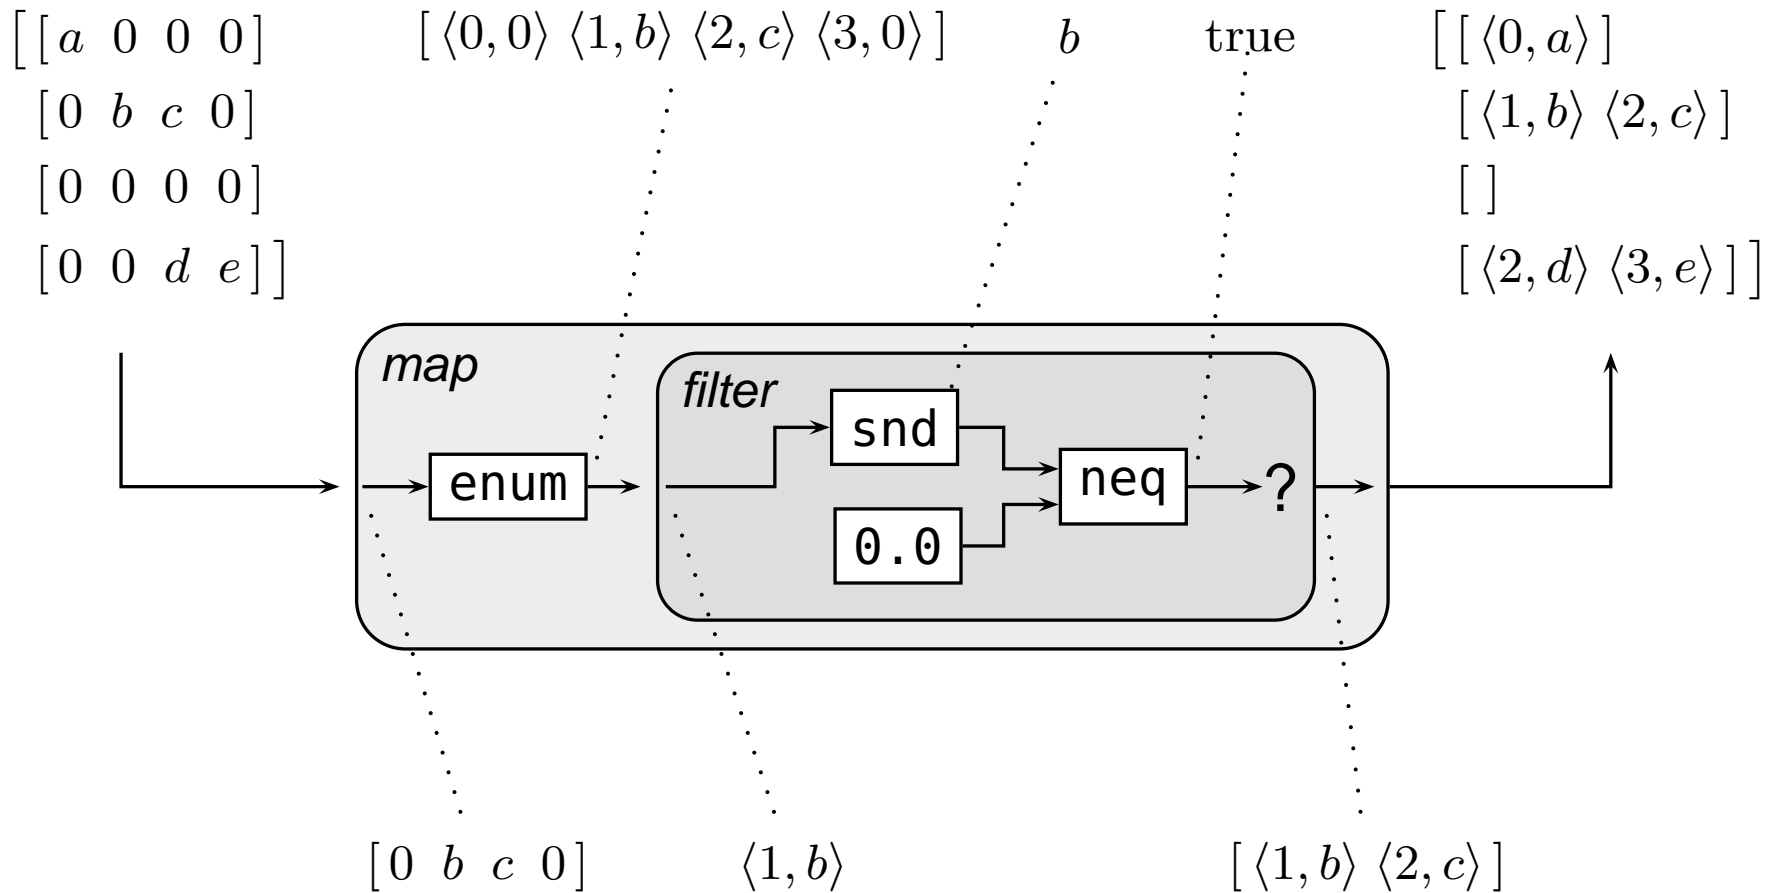 [[a 0 0 0]
[0 b c 0]
[0 0 0 0]
[0 0 d e]]
[⟨0, 0⟩ ⟨1, b⟩ ⟨2, c⟩ ⟨3, 0⟩]
b
true
[[⟨0, a⟩]
[⟨1, b⟩ ⟨2, c⟩]
[ ]
[⟨2, d⟩ ⟨3, e⟩]]
map
filter
enum
snd
0.0
neq
?
[0 b c 0]
⟨1, b⟩
[⟨1, b⟩ ⟨2, c⟩]